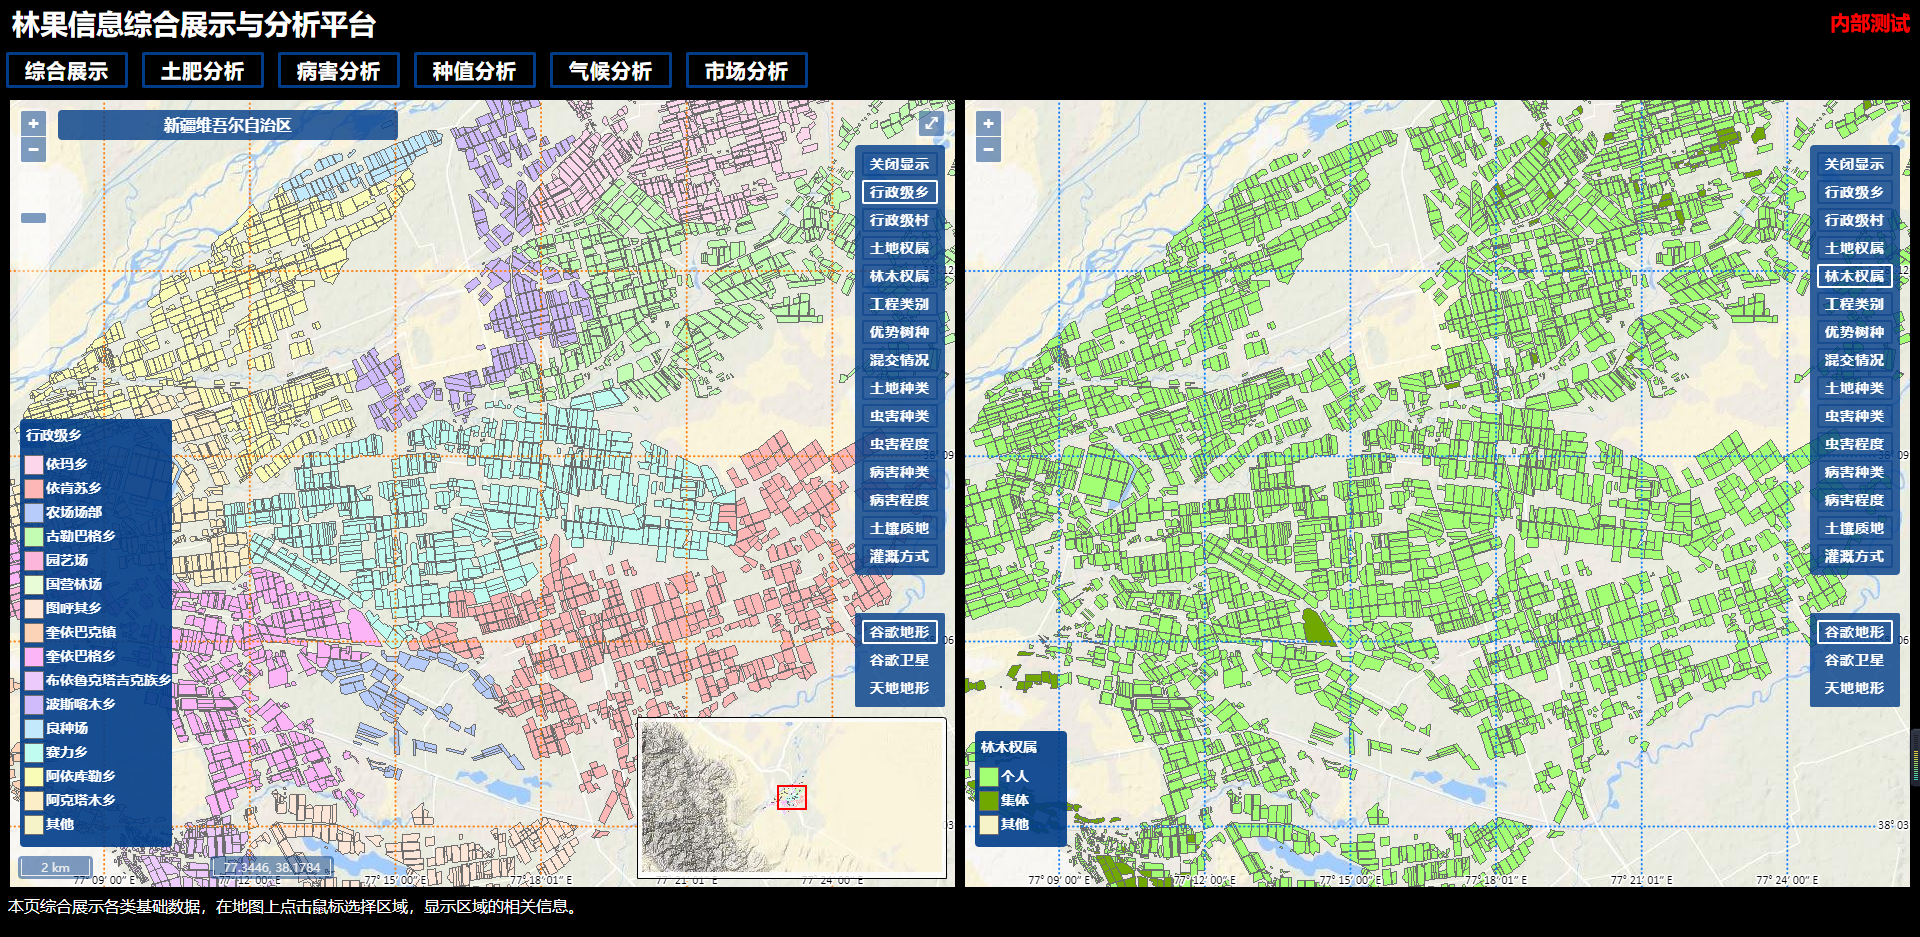 林果信息综合展示与分析平台
内部测试
综合展示
土肥分析
病害分析
种值分析
气候分析
市场分析
+
−
新疆维吾尔自治区
关闭显示
行政级乡
行政级村
土地权属
林木权属
工程类别
优势树种
混交情况
土地种类
虫害种类
虫害程度
病害种类
病害程度
土壤质地
灌溉方式
谷歌地形
谷歌卫星
天地地形
行政级乡
依玛乡
依肯苏乡
农场场部
古勒巴格乡
园艺场
国营林场
图呼其乡
奎依巴克镇
奎依巴格乡
布依鲁克塔吉克族乡
波斯喀木乡
良种场
赛力乡
阿依库勒乡
阿克塔木乡
其他
2 km
77.3446, 38.1784
77° 09' 00" E
77° 12' 00" E
77° 15' 00" E
77° 18' 01" E
77° 21' 01" E
77° 24' 00" E
+
−
关闭显示
行政级乡
行政级村
土地权属
林木权属
工程类别
优势树种
混交情况
土地种类
虫害种类
虫害程度
病害种类
病害程度
土壤质地
灌溉方式
谷歌地形
谷歌卫星
天地地形
林木权属
个人
集体
其他
38° 03
77° 09' 00" E
77° 12' 00" E
77° 15' 00" E
77° 18' 01" E
77° 21' 01" E
77° 24' 00" E
本页综合展示各类基础数据，在地图上点击鼠标选择区域，显示区域的相关信息。